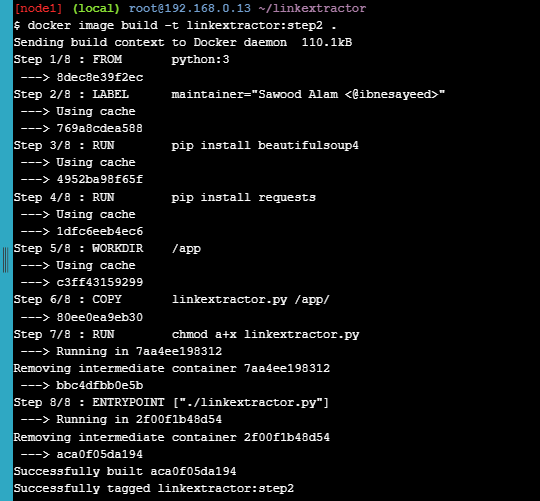 [node1] (local) root@192.168.0.13 ~/linkextractor
$ docker image build -t linkextractor:step2 .
Sending build context to Docker daemon  110.1kB
Step 1/8 : FROM       python:3
 ---> 8dec8e39f2ec
Step 2/8 : LABEL      maintainer="Sawood Alam <@ibnesayeed>"
 ---> Using cache
 ---> 769a8cdea588
Step 3/8 : RUN        pip install beautifulsoup4
 ---> Using cache
 ---> 4952ba98f65f
Step 4/8 : RUN        pip install requests
 ---> Using cache
 ---> 1dfc6eeb4ec6
Step 5/8 : WORKDIR    /app
 ---> Using cache
 ---> c3ff43159299
Step 6/8 : COPY       linkextractor.py /app/
 ---> 80ee0ea9eb30
Step 7/8 : RUN        chmod a+x linkextractor.py
 ---> Running in 7aa4ee198312
Removing intermediate container 7aa4ee198312
 ---> bbc4dfbb0e5b
Step 8/8 : ENTRYPOINT ["./linkextractor.py"]
 ---> Running in 2f00f1b48d54
Removing intermediate container 2f00f1b48d54
 ---> aca0f05da194
Successfully built aca0f05da194
Successfully tagged linkextractor:step2